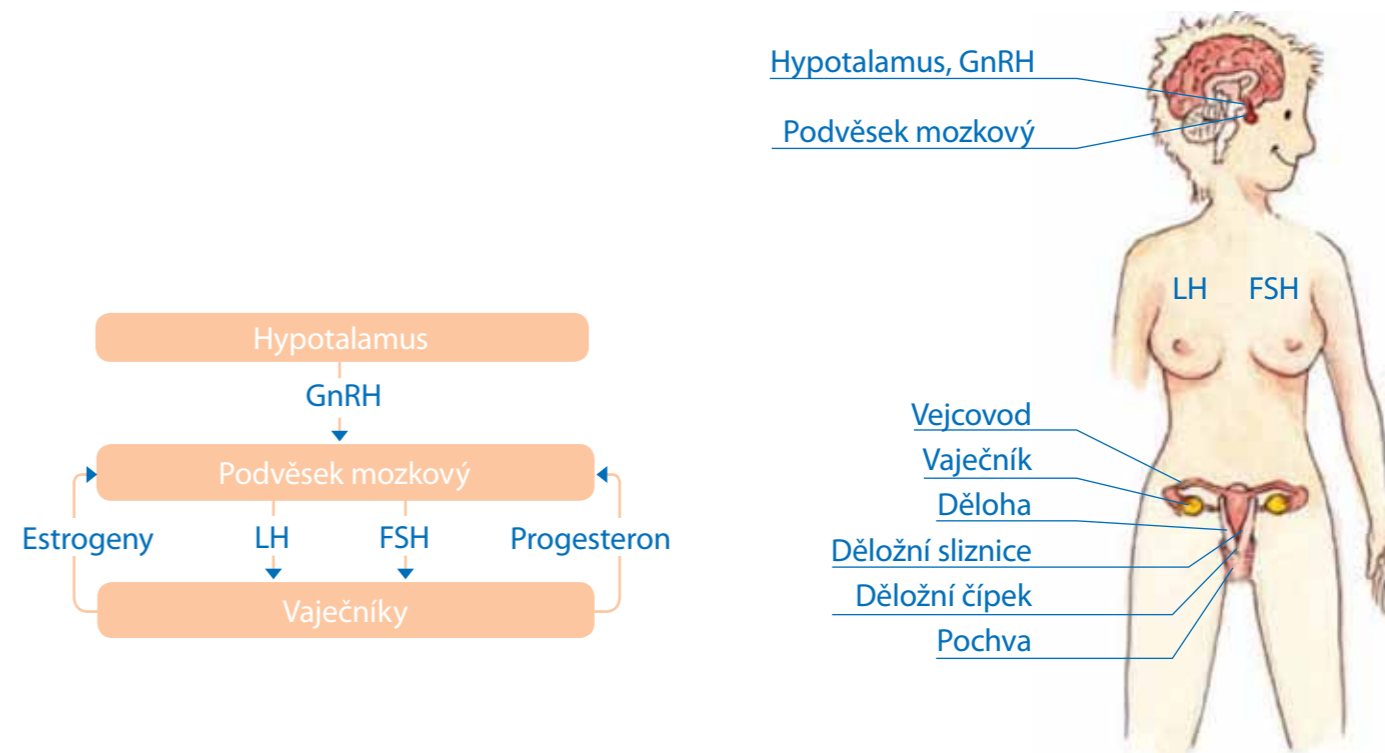 Hypotalamus
GnRH
Podvěsek mozkový
Estrogeny
LH
FSH
Progesteron
Vaječníky
Hypotalamus, GnRH
Podvěsek mozkový
LH
FSH
Vejcovod
Vaječník
Děloha
Děložní sliznice
Děložní čípek
Pochva